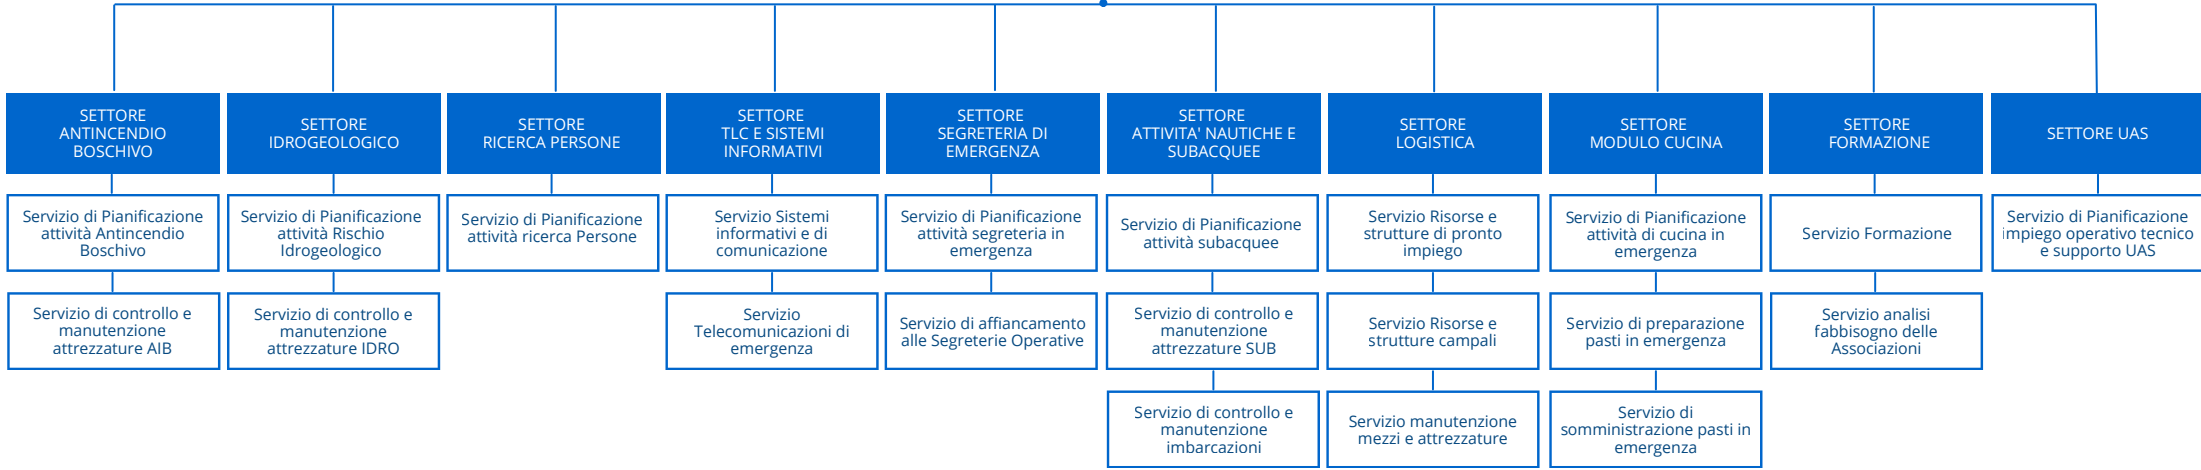 SETTORE
ANTINCENDIO
BOSCHIVO
SETTORE
IDROGEOLOGICO
SETTORE
RICERCA PERSONE
SETTORE
TLC E SISTEMI
INFORMATIVI
SETTORE
SEGRETERIA DI
EMERGENZA
SETTORE
ATTIVITA' NAUTICHE E
SUBACQUEE
SETTORE
LOGISTICA
SETTORE
MODULO CUCINA
SETTORE
FORMAZIONE
SETTORE UAS
Servizio di Pianificazione
attività Antincendio
Boschivo
Servizio di Pianificazione
attività Rischio
Idrogeologico
Servizio di Pianificazione
attività ricerca Persone
Servizio Sistemi
informativi e di
comunicazione
Servizio di Pianificazione
attività segreteria in
emergenza
Servizio di Pianificazione
attività subacquee
Servizio Risorse e
strutture di pronto
impiego
Servizio di Pianificazione
attività di cucina in
emergenza
Servizio Formazione
Servizio di Pianificazione
impiego operativo tecnico
e supporto UAS
Servizio di controllo e
manutenzione
attrezzature AIB
Servizio di controllo e
manutenzione
attrezzature IDRO
Servizio
Telecomunicazioni di
emergenza
Servizio di affiancamento
alle Segreterie Operative
Servizio di controllo e
manutenzione
attrezzature SUB
Servizio Risorse e
strutture campali
Servizio di preparazione
pasti in emergenza
Servizio analisi
fabbisogno delle
Associazioni
Servizio di controllo e
manutenzione
imbarcazioni
Servizio manutenzione
mezzi e attrezzature
Servizio di
somministrazione pasti in
emergenza